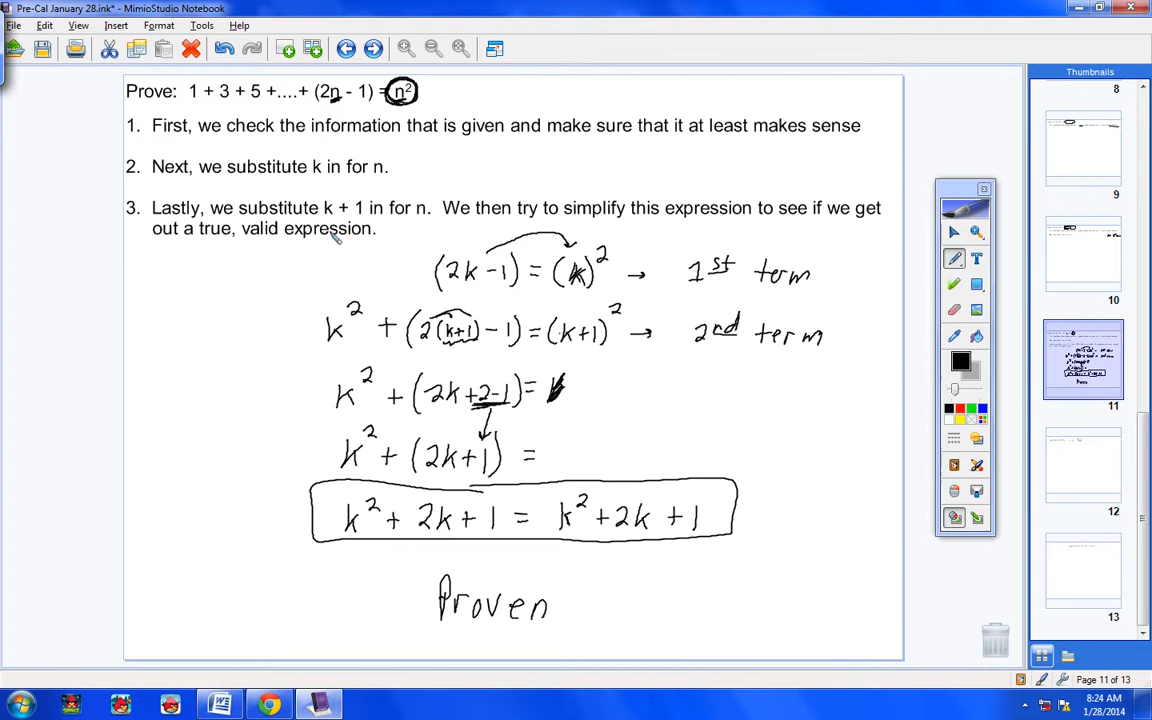 Pre-Cal January 28.ink* - MimioStudio Notebook
File Edit View Insert Format Tools Help
Prove: 1 + 3 + 5 +....+ (2n - 1) = n²
1. First, we check the information that is given and make sure that it at least makes sense
2. Next, we substitute k in for n.
3. Lastly, we substitute k + 1 in for n. We then try to simplify this expression to see if we get
out a true, valid expression.
(2k -1) = (k)² → 1st term
k² + (2(k+1) - 1) = (k+1)² → 2nd term
k² + (2k+2-1) =
k² + (2k+1) =
k² + 2k + 1 = k² + 2k + 1
Proven
Thumbnails
8
9
10
11
12
13
Page 11 of 13
8:24 AM
1/28/2014